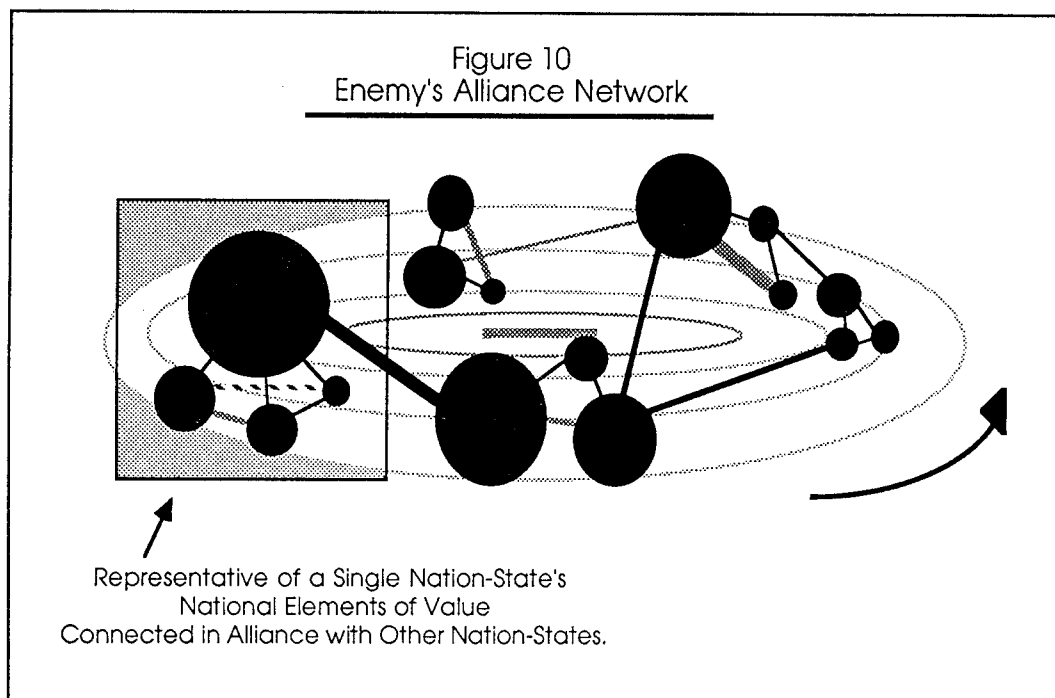 Figure 10
Enemy's Alliance Network
Representative of a Single Nation-State's
National Elements of Value
Connected in Alliance with Other Nation-States.